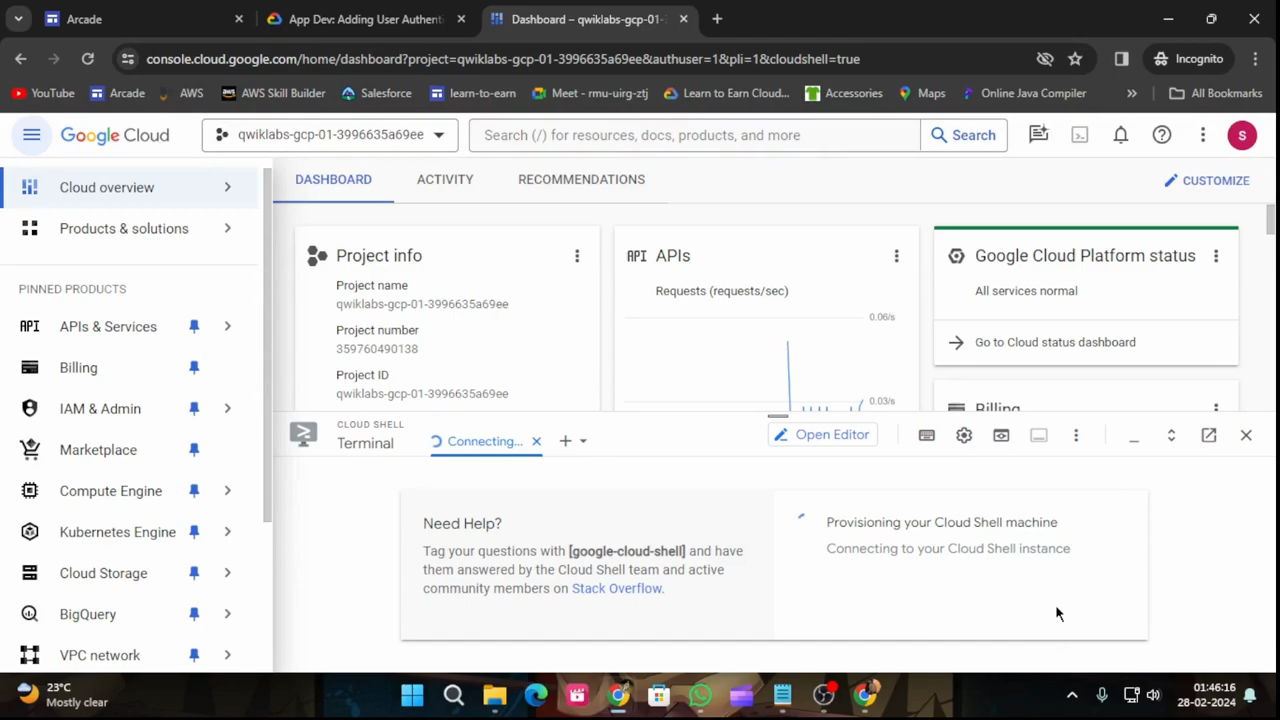 Arcade
App Dev: Adding User Authenti
Dashboard – qwiklabs-gcp-01-
console.cloud.google.com/home/dashboard?project=qwiklabs-gcp-01-3996635a69ee&authuser=1&pli=1&cloudshell=true
Incognito
YouTube
Arcade
AWS
AWS Skill Builder
Salesforce
learn-to-earn
Meet - rmu-uirg-ztj
Learn to Earn Cloud...
Accessories
Maps
Online Java Compiler
All Bookmarks
Google Cloud
qwiklabs-gcp-01-3996635a69ee
Search (/) for resources, docs, products, and more
Search
S
Cloud overview
Products & solutions
PINNED PRODUCTS
API APIs & Services
Billing
IAM & Admin
Marketplace
Compute Engine
Kubernetes Engine
Cloud Storage
BigQuery
VPC network
DASHBOARD
ACTIVITY
RECOMMENDATIONS
CUSTOMIZE
Project info
Project name
qwiklabs-gcp-01-3996635a69ee
Project number
359760490138
Project ID
qwiklabs-gcp-01-3996635a69ee
API APIs
Requests (requests/sec)
0.06/s
0.03/s
Google Cloud Platform status
All services normal
Go to Cloud status dashboard
Billing
CLOUD SHELL
Terminal
Connecting...
Open Editor
Need Help?
Tag your questions with [google-cloud-shell] and have
them answered by the Cloud Shell team and active
community members on Stack Overflow.
Provisioning your Cloud Shell machine
Connecting to your Cloud Shell instance
23°C
Mostly clear
01:46:16
28-02-2024